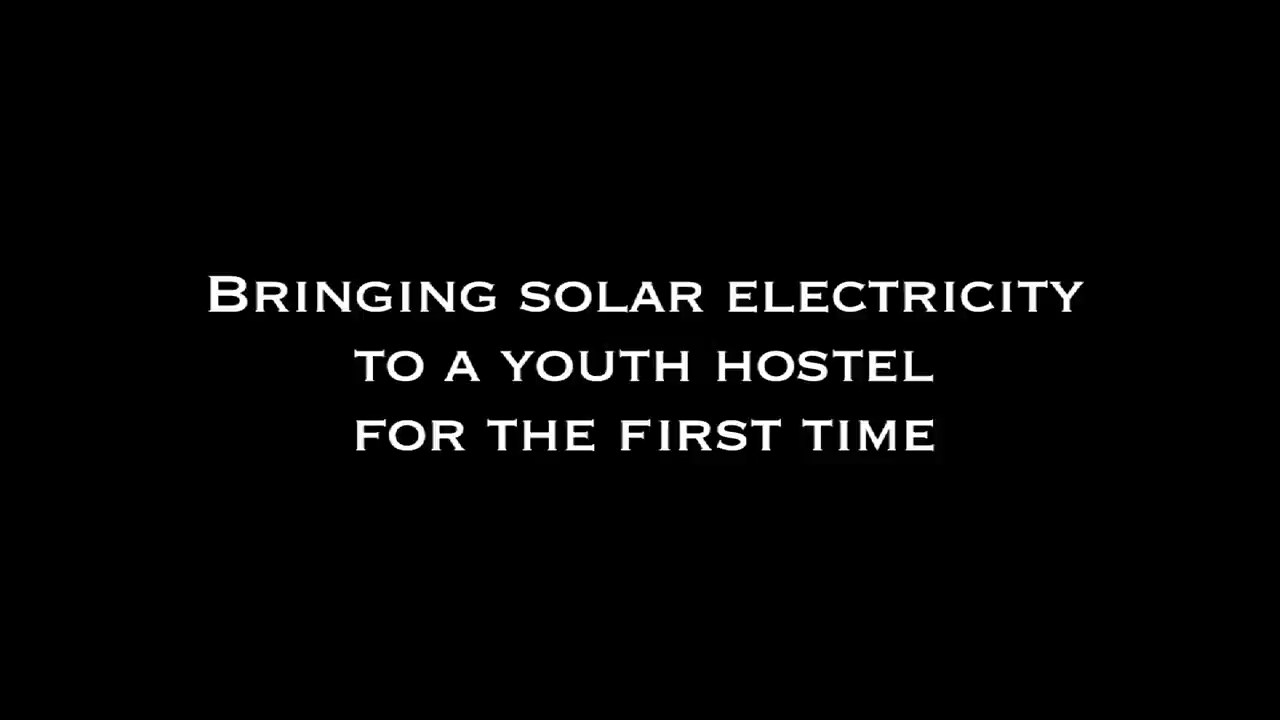 Bringing solar electricity
to a youth hostel
for the first time